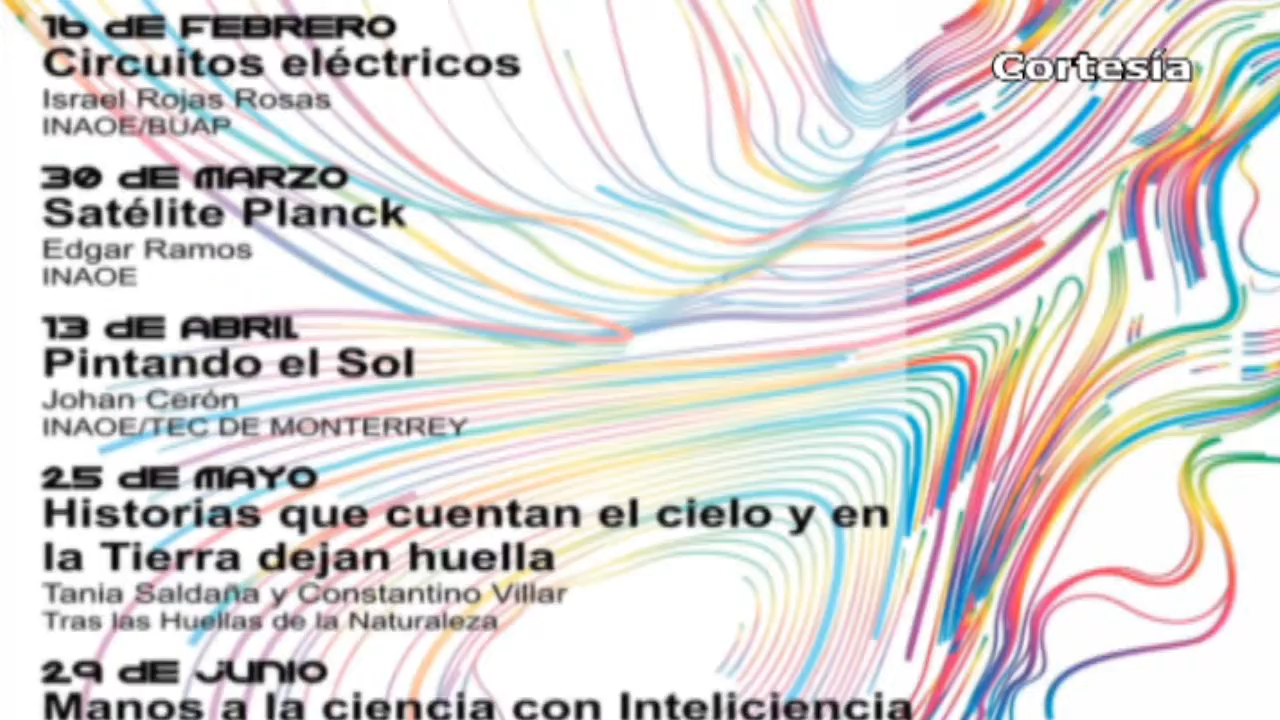 16 DE FEBRERO
Circuitos eléctricos
Israel Rojas Rosas
INAOE/BUAP
30 DE MARZO
Satélite Planck
Edgar Ramos
INAOE
13 DE ABRIL
Pintando el Sol
Johan Cerón
INAOE/TEC DE MONTERREY
25 DE MAYO
Historias que cuentan el cielo y en
la Tierra dejan huella
Tania Saldaña y Constantino Villar
Tras las Huellas de la Naturaleza
29 DE JUNIO
Manos a la ciencia con Inteliciencia
Cortesía